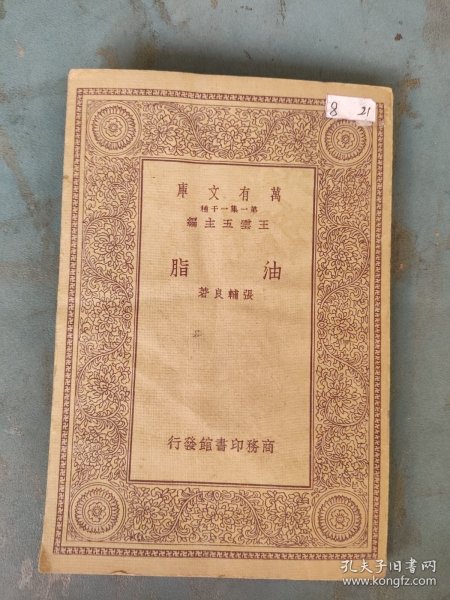 8 21
萬有文庫
第一集一千種
王雲五主編
油脂
張輔良著
商務印書館發行
孔夫子旧书网
www.kongfz.com